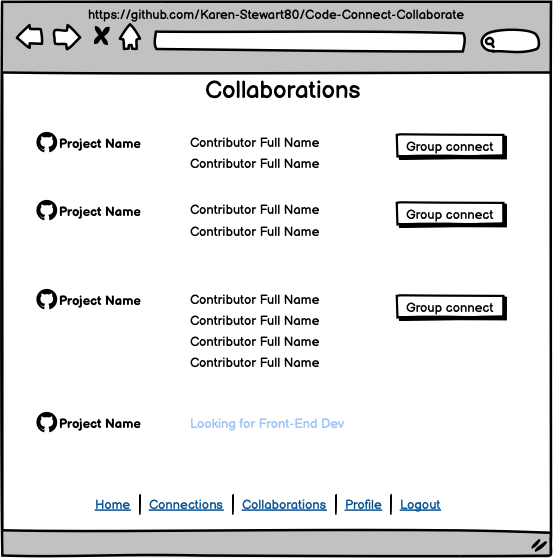 https://github.com/Karen-Stewart80/Code-Connect-Collaborate
Collaborations
Project Name
Contributor Full Name
Group connect
Contributor Full Name
Project Name
Contributor Full Name
Group connect
Contributor Full Name
Project Name
Contributor Full Name
Group connect
Contributor Full Name
Contributor Full Name
Contributor Full Name
Project Name
Looking for Front-End Dev
Home | Connections | Collaborations | Profile | Logout